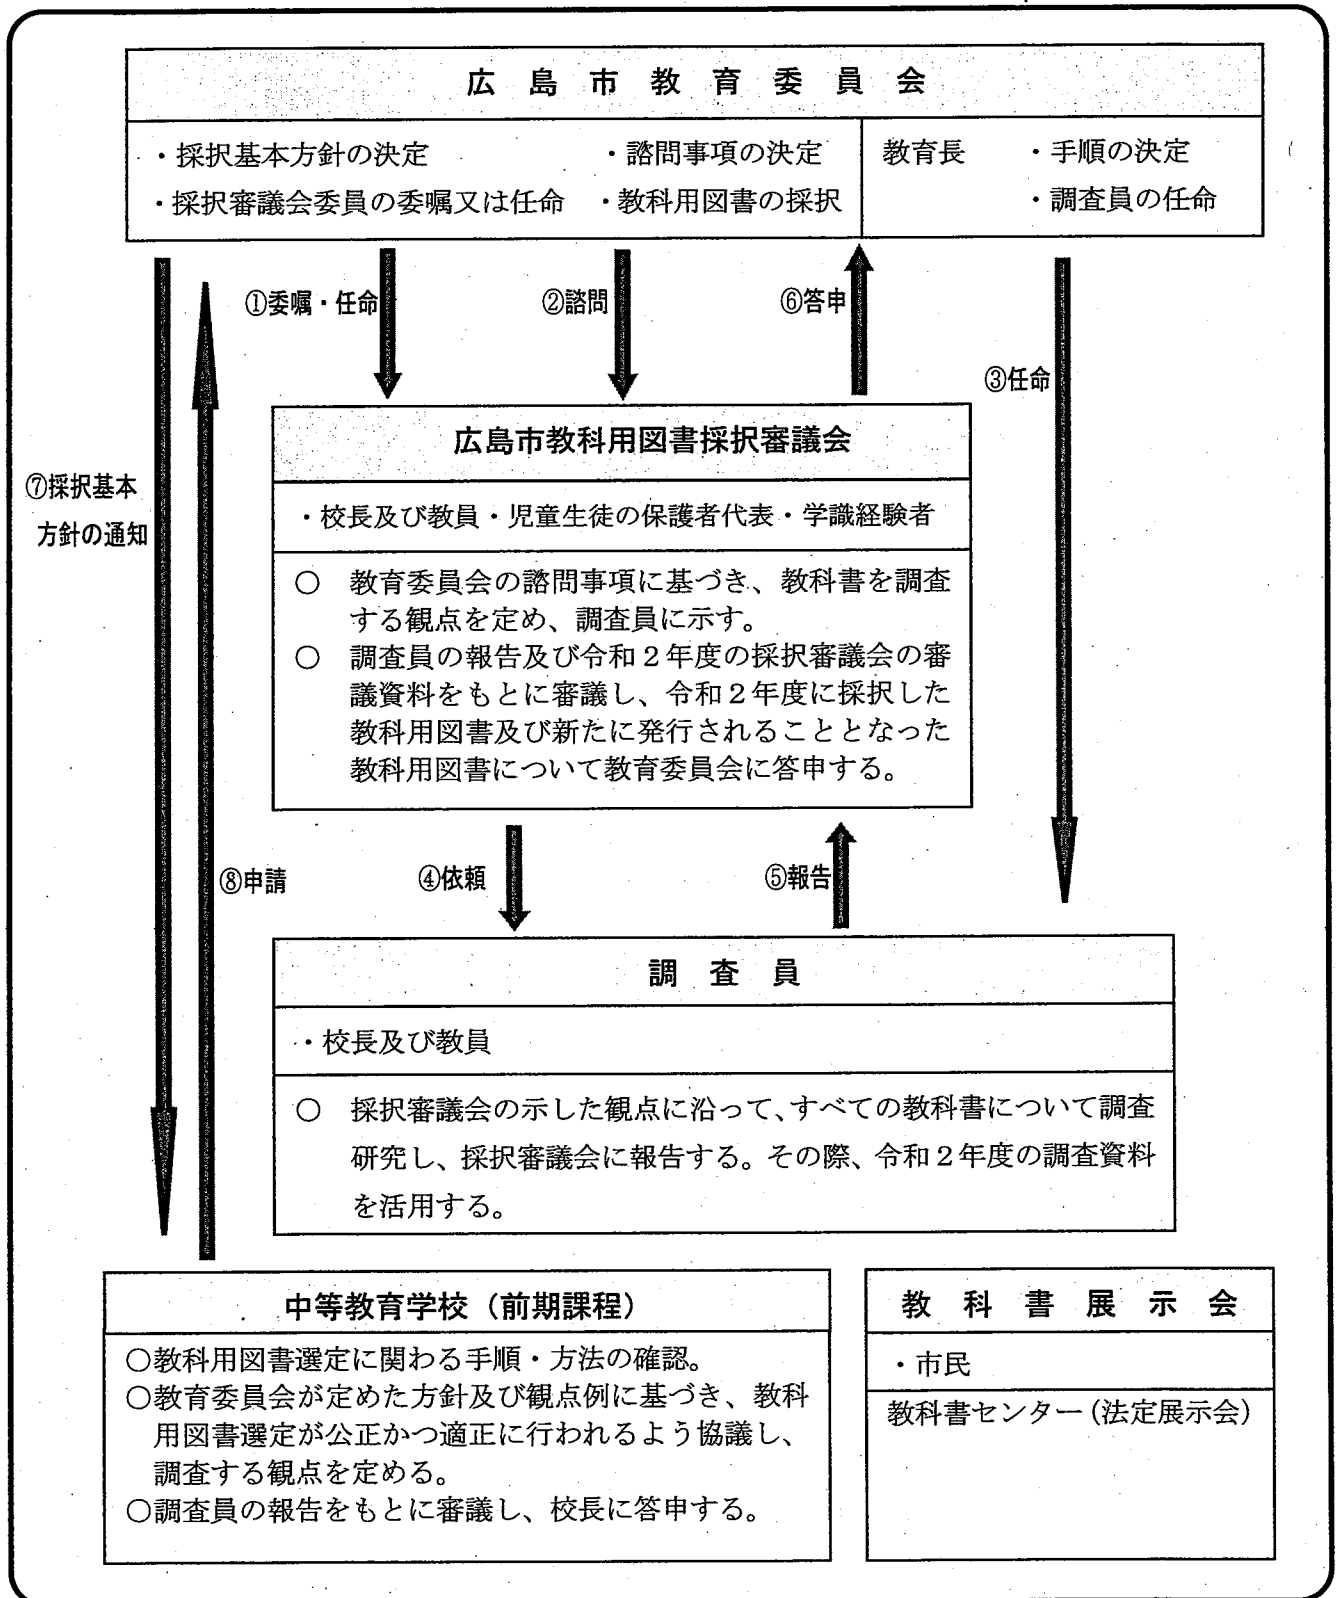 広島市教育委員会
・採択基本方針の決定 ・諮問事項の決定
・採択審議会委員の委嘱又は任命 ・教科用図書の採択
教育長 ・手順の決定
・調査員の任命
①委嘱・任命
②諮問
⑥答申
③任命
広島市教科用図書採択審議会
・校長及び教員・児童生徒の保護者代表・学識経験者
○ 教育委員会の諮問事項に基づき、教科書を調査
する観点を定め、調査員に示す。
○ 調査員の報告及び令和2年度の採択審議会の審
議資料をもとに審議し、令和2年度に採択した
教科用図書及び新たに発行されることとなった
教科用図書について教育委員会に答申する。
⑦採択基本
方針の通知
⑧申請
④依頼
⑤報告
調査員
・校長及び教員
○ 採択審議会の示した観点に沿って、すべての教科書について調査
研究し、採択審議会に報告する。その際、令和2年度の調査資料
を活用する。
中等教育学校（前期課程）
○教科用図書選定に関わる手順・方法の確認。
○教育委員会が定めた方針及び観点例に基づき、教科
用図書選定が公正かつ適正に行われるよう協議し、
調査する観点を定める。
○調査員の報告をもとに審議し、校長に答申する。
教科書展示会
・市民
教科書センター（法定展示会）